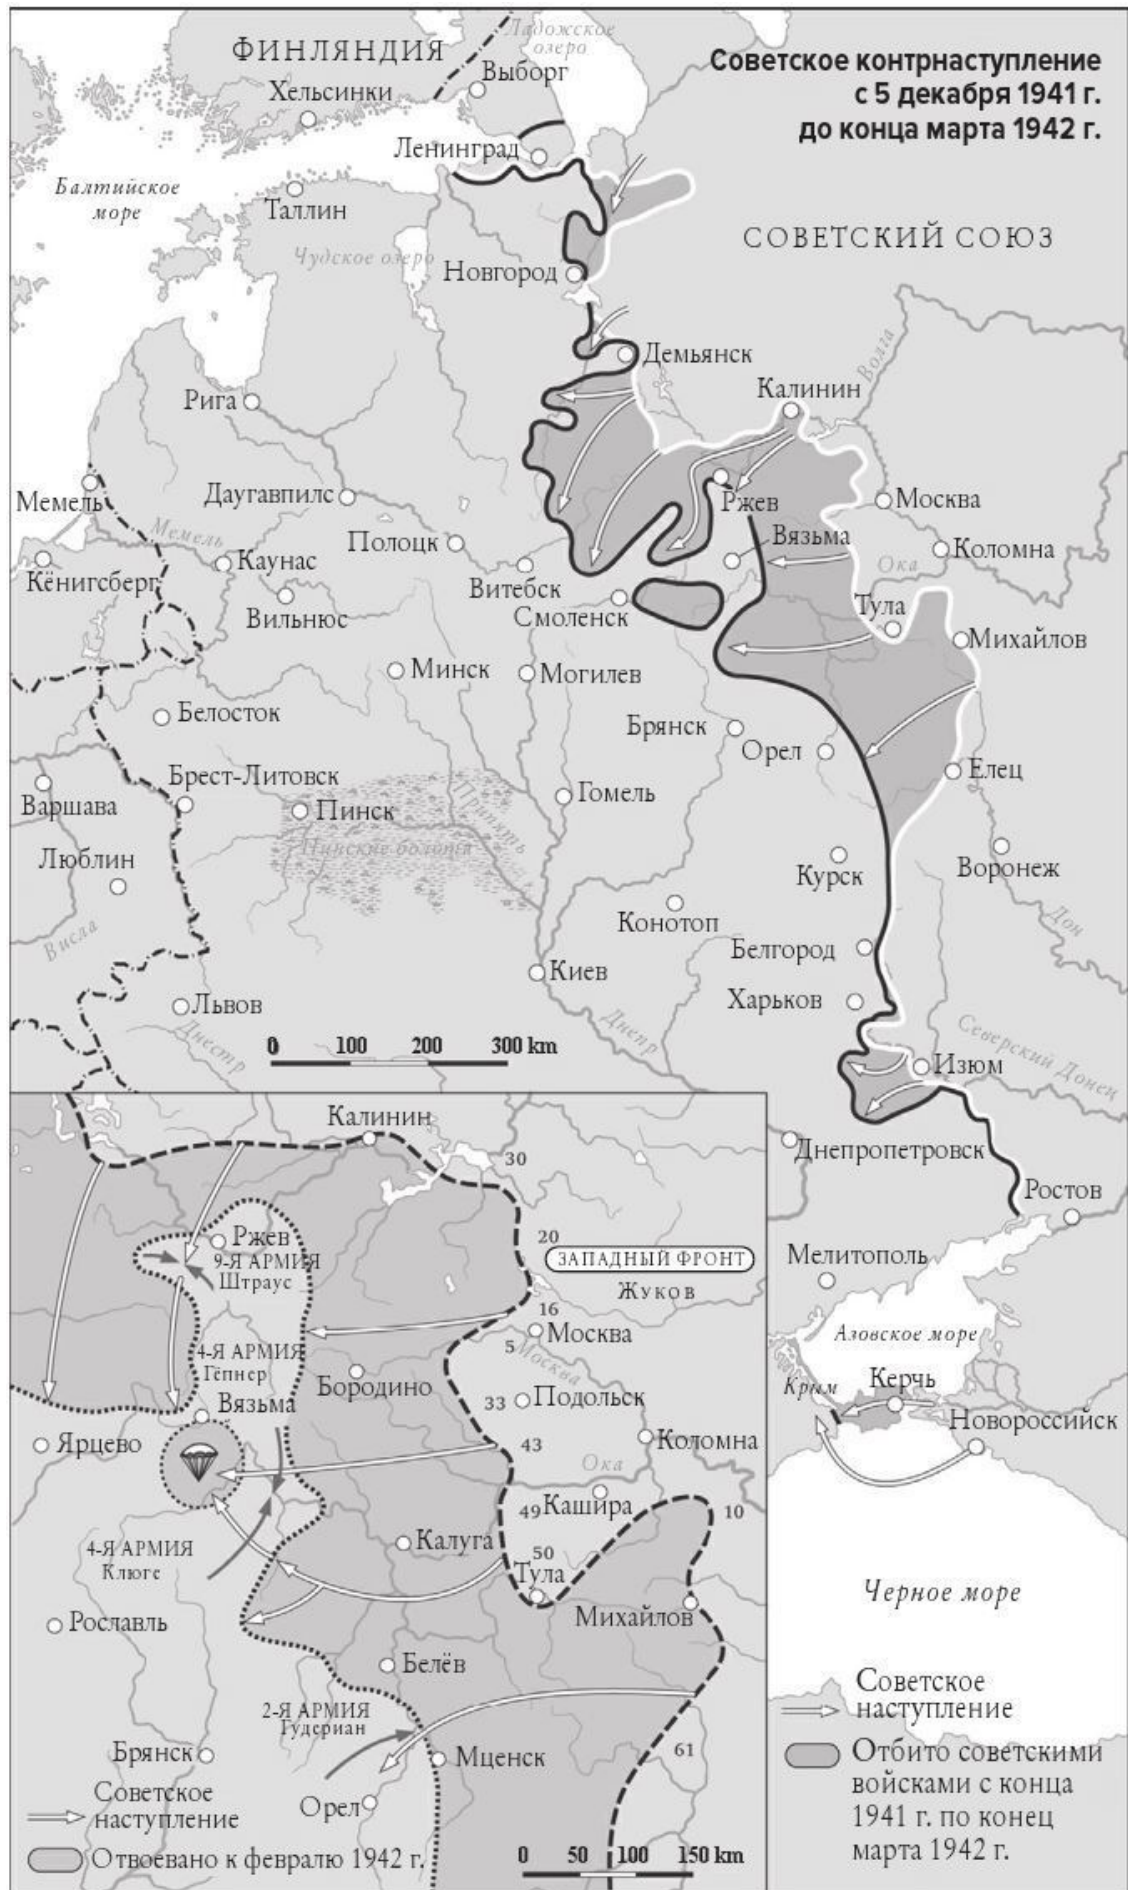 Советское контрнаступление
с 5 декабря 1941 г.
до конца марта 1942 г.
ФИНЛЯНДИЯ
Ладожское
озеро
Выборг
Хельсинки
Ленинград
Балтийское
море
Таллин
СОВЕТСКИЙ СОЮЗ
Чудское озеро
Новгород
Демьянск
Волга
Калинин
Рига
Мемель
Даугавпилс
Ржев
Москва
Мемель
Полоцк
Вязьма
Коломна
Кёнигсберг
Каунас
Витебск
Ока
Вильнюс
Смоленск
Тула
Михайлов
Минск
Могилев
Белосток
Брянск
Орел
Елец
Брест-Литовск
Варшава
Пинск
Припять
Гомель
Пинские болота
Люблин
Курск
Воронеж
Висла
Конотоп
Дон
Белгород
Киев
Львов
Харьков
Днестр
Днепр
Северский Донец
0 100 200 300 km
Изюм
Днепропетровск
Ростов
Мелитополь
Азовское море
Крым
Керчь
Новороссийск
Черное море
Советское
наступление
Отбито советскими
войсками с конца
1941 г. по конец
марта 1942 г.
Калинин
30
20
Ржев
9-Я АРМИЯ
Штраус
ЗАПАДНЫЙ ФРОНТ
Жуков
16
Москва
5
Москва
4-Я АРМИЯ
Гёпнер
Бородино
33
Подольск
Вязьма
Ярцево
43
Коломна
Ока
49
Кашира
10
4-Я АРМИЯ
Клюге
Калуга
50
Тула
Рославль
Михайлов
Белёв
2-Я АРМИЯ
Гудериан
Брянск
Мценск
61
Советское
наступление
Орел
Отвоевано к февралю 1942 г.
0 50 100 150 km